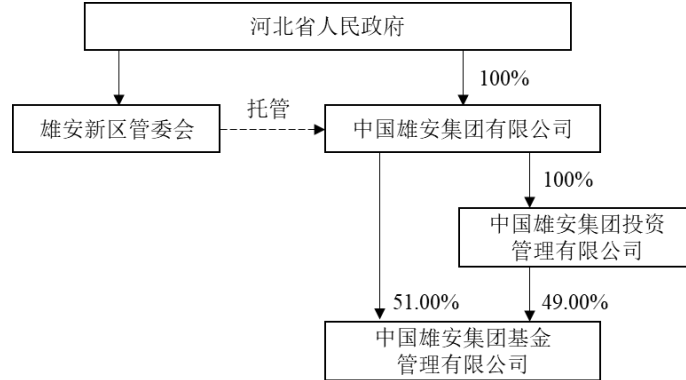 河北省人民政府
100%
托管
雄安新区管委会
中国雄安集团有限公司
100%
中国雄安集团投资
管理有限公司
51.00%
49.00%
中国雄安集团基金
管理有限公司